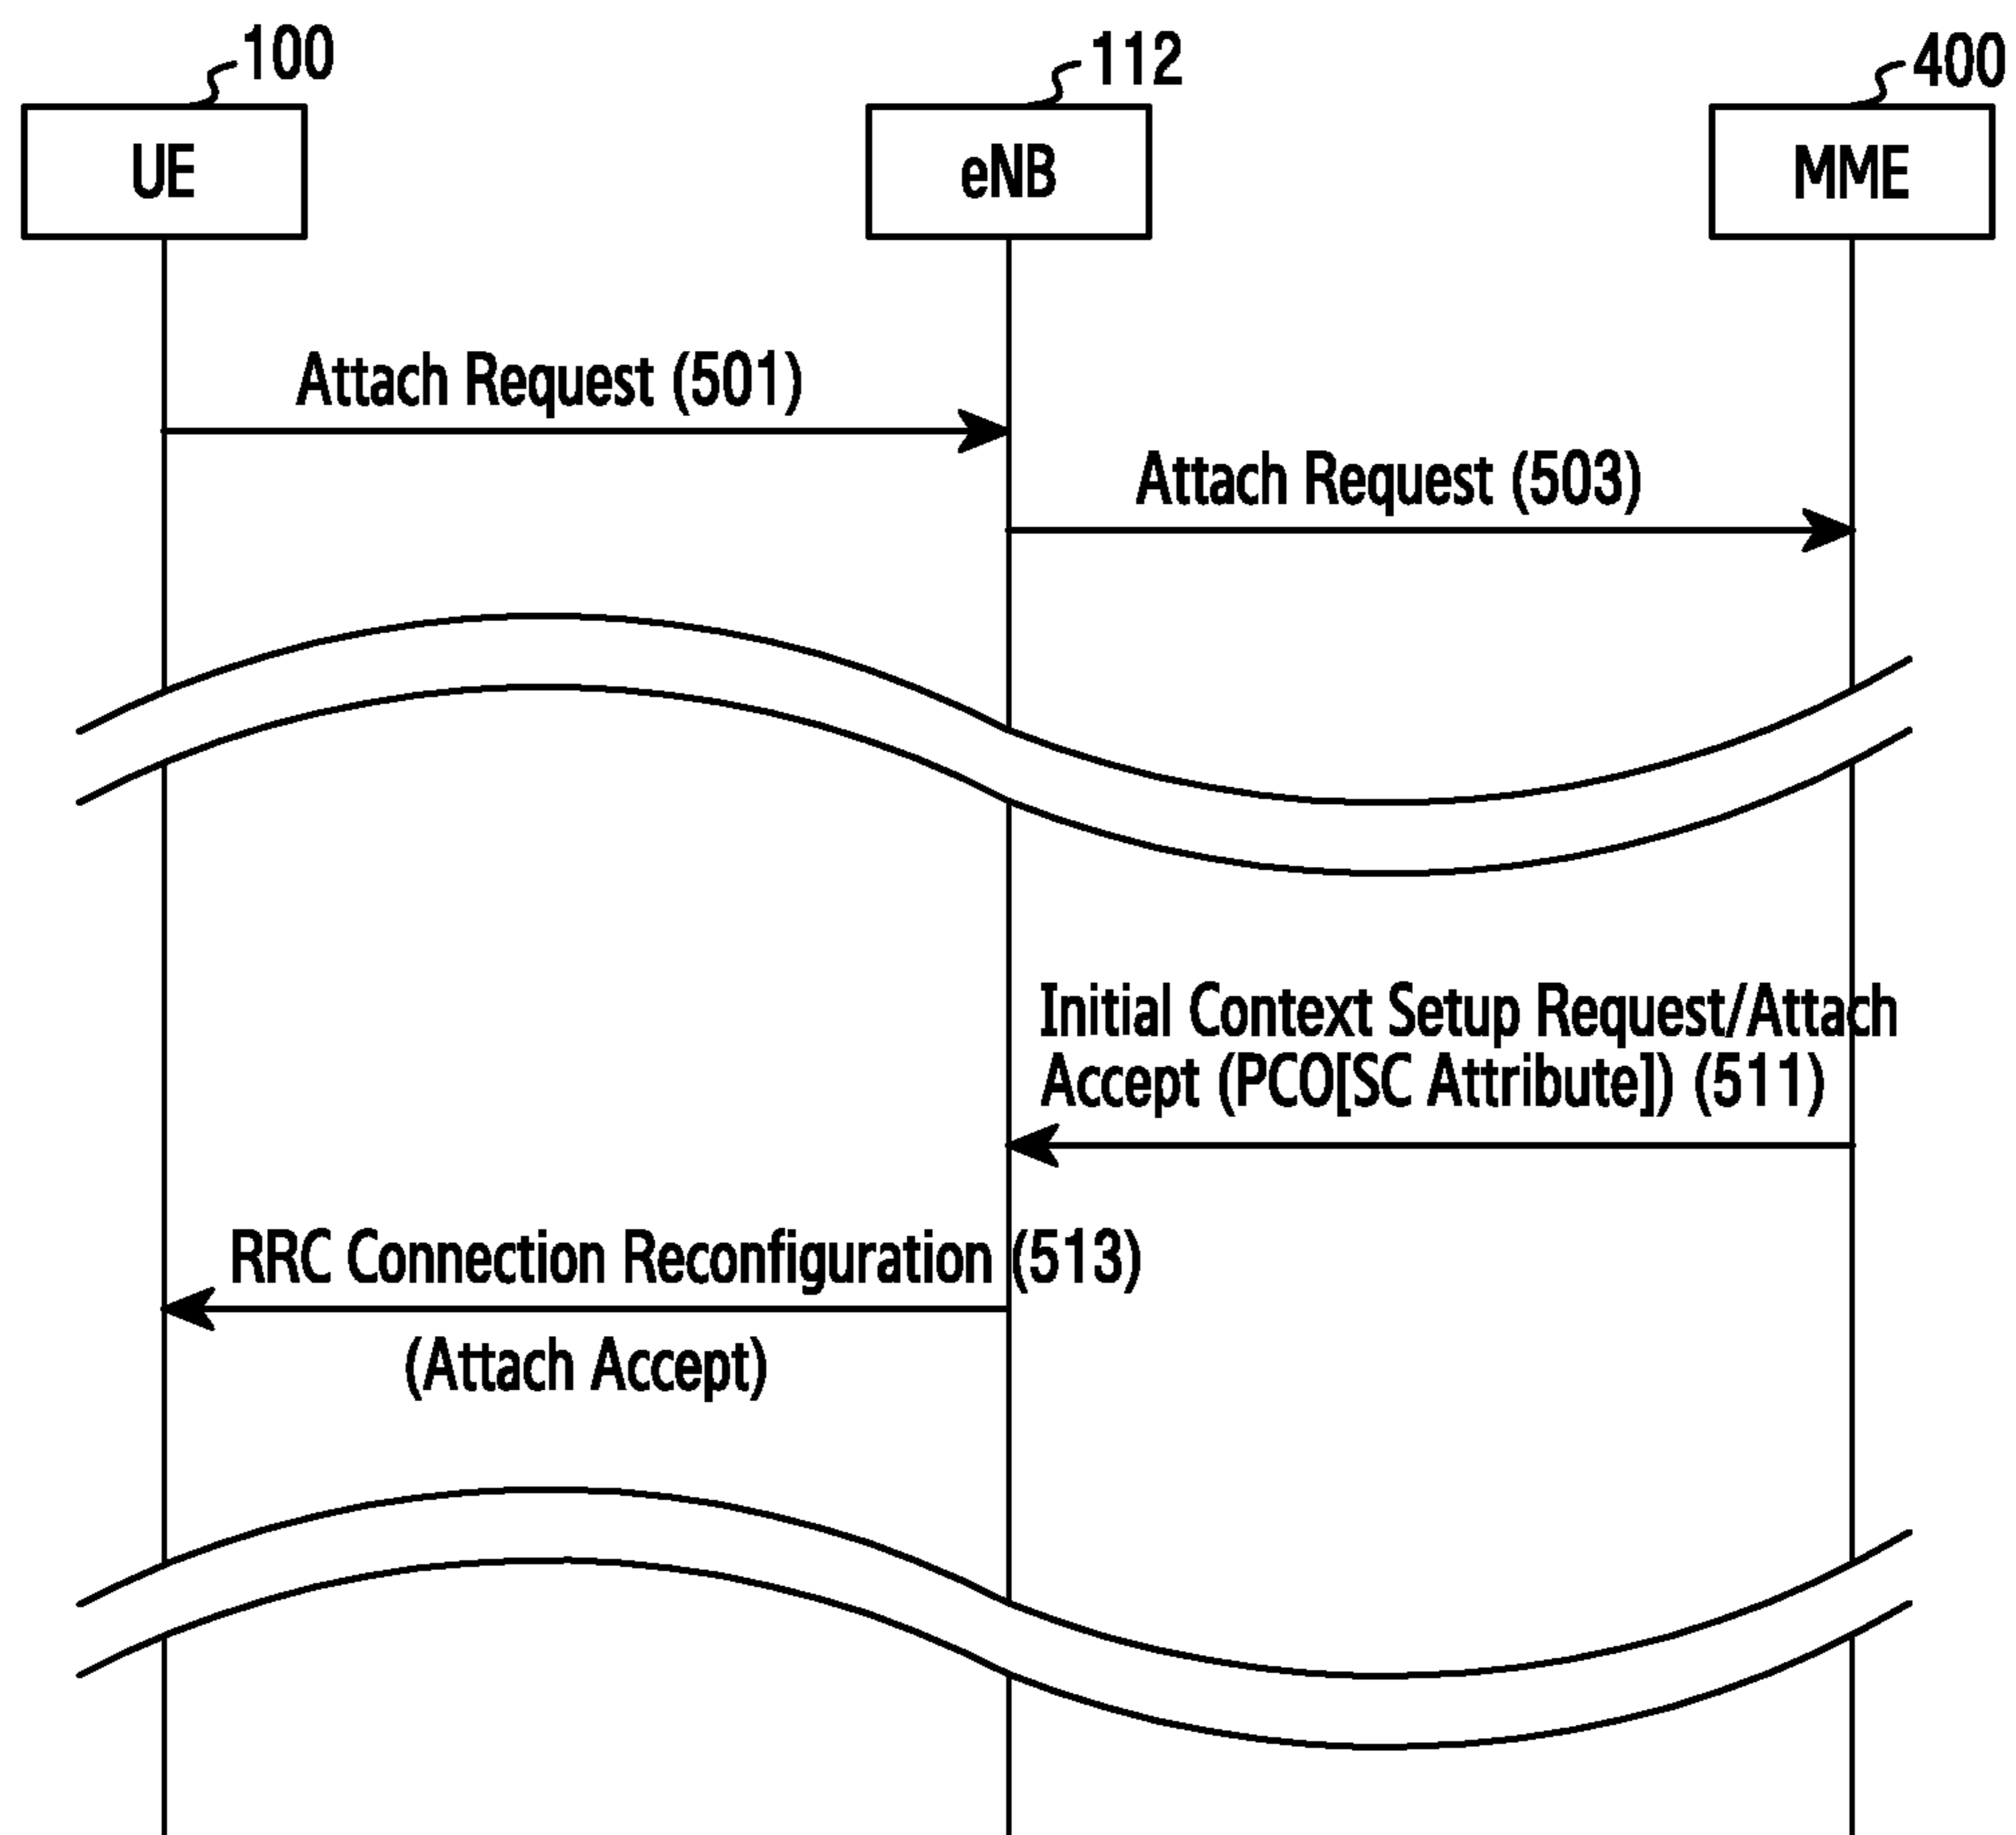 100
112
400
UE
eNB
MME
Attach Request (501)
Attach Request (503)
Initial Context Setup Request/Attach
Accept (PCO[SC Attribute]) (511)
RRC Connection Reconfiguration (513)
(Attach Accept)